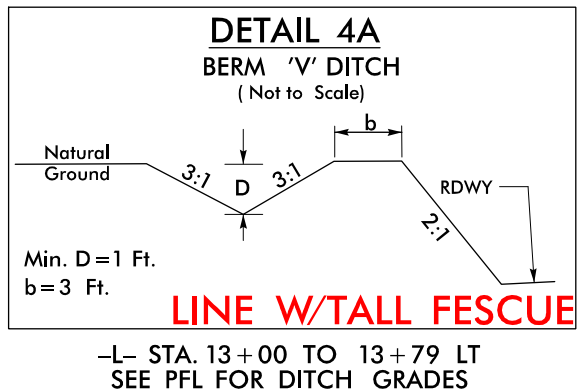 DETAIL 4A
BERM 'V' DITCH
( Not to Scale)
b
Natural
Ground
3:1
D
3:1
RDWY
2:1
Min. D=1 Ft.
b=3 Ft.
LINE W/TALL FESCUE
-L- STA. 13+00 TO 13+79 LT
SEE PFL FOR DITCH GRADES